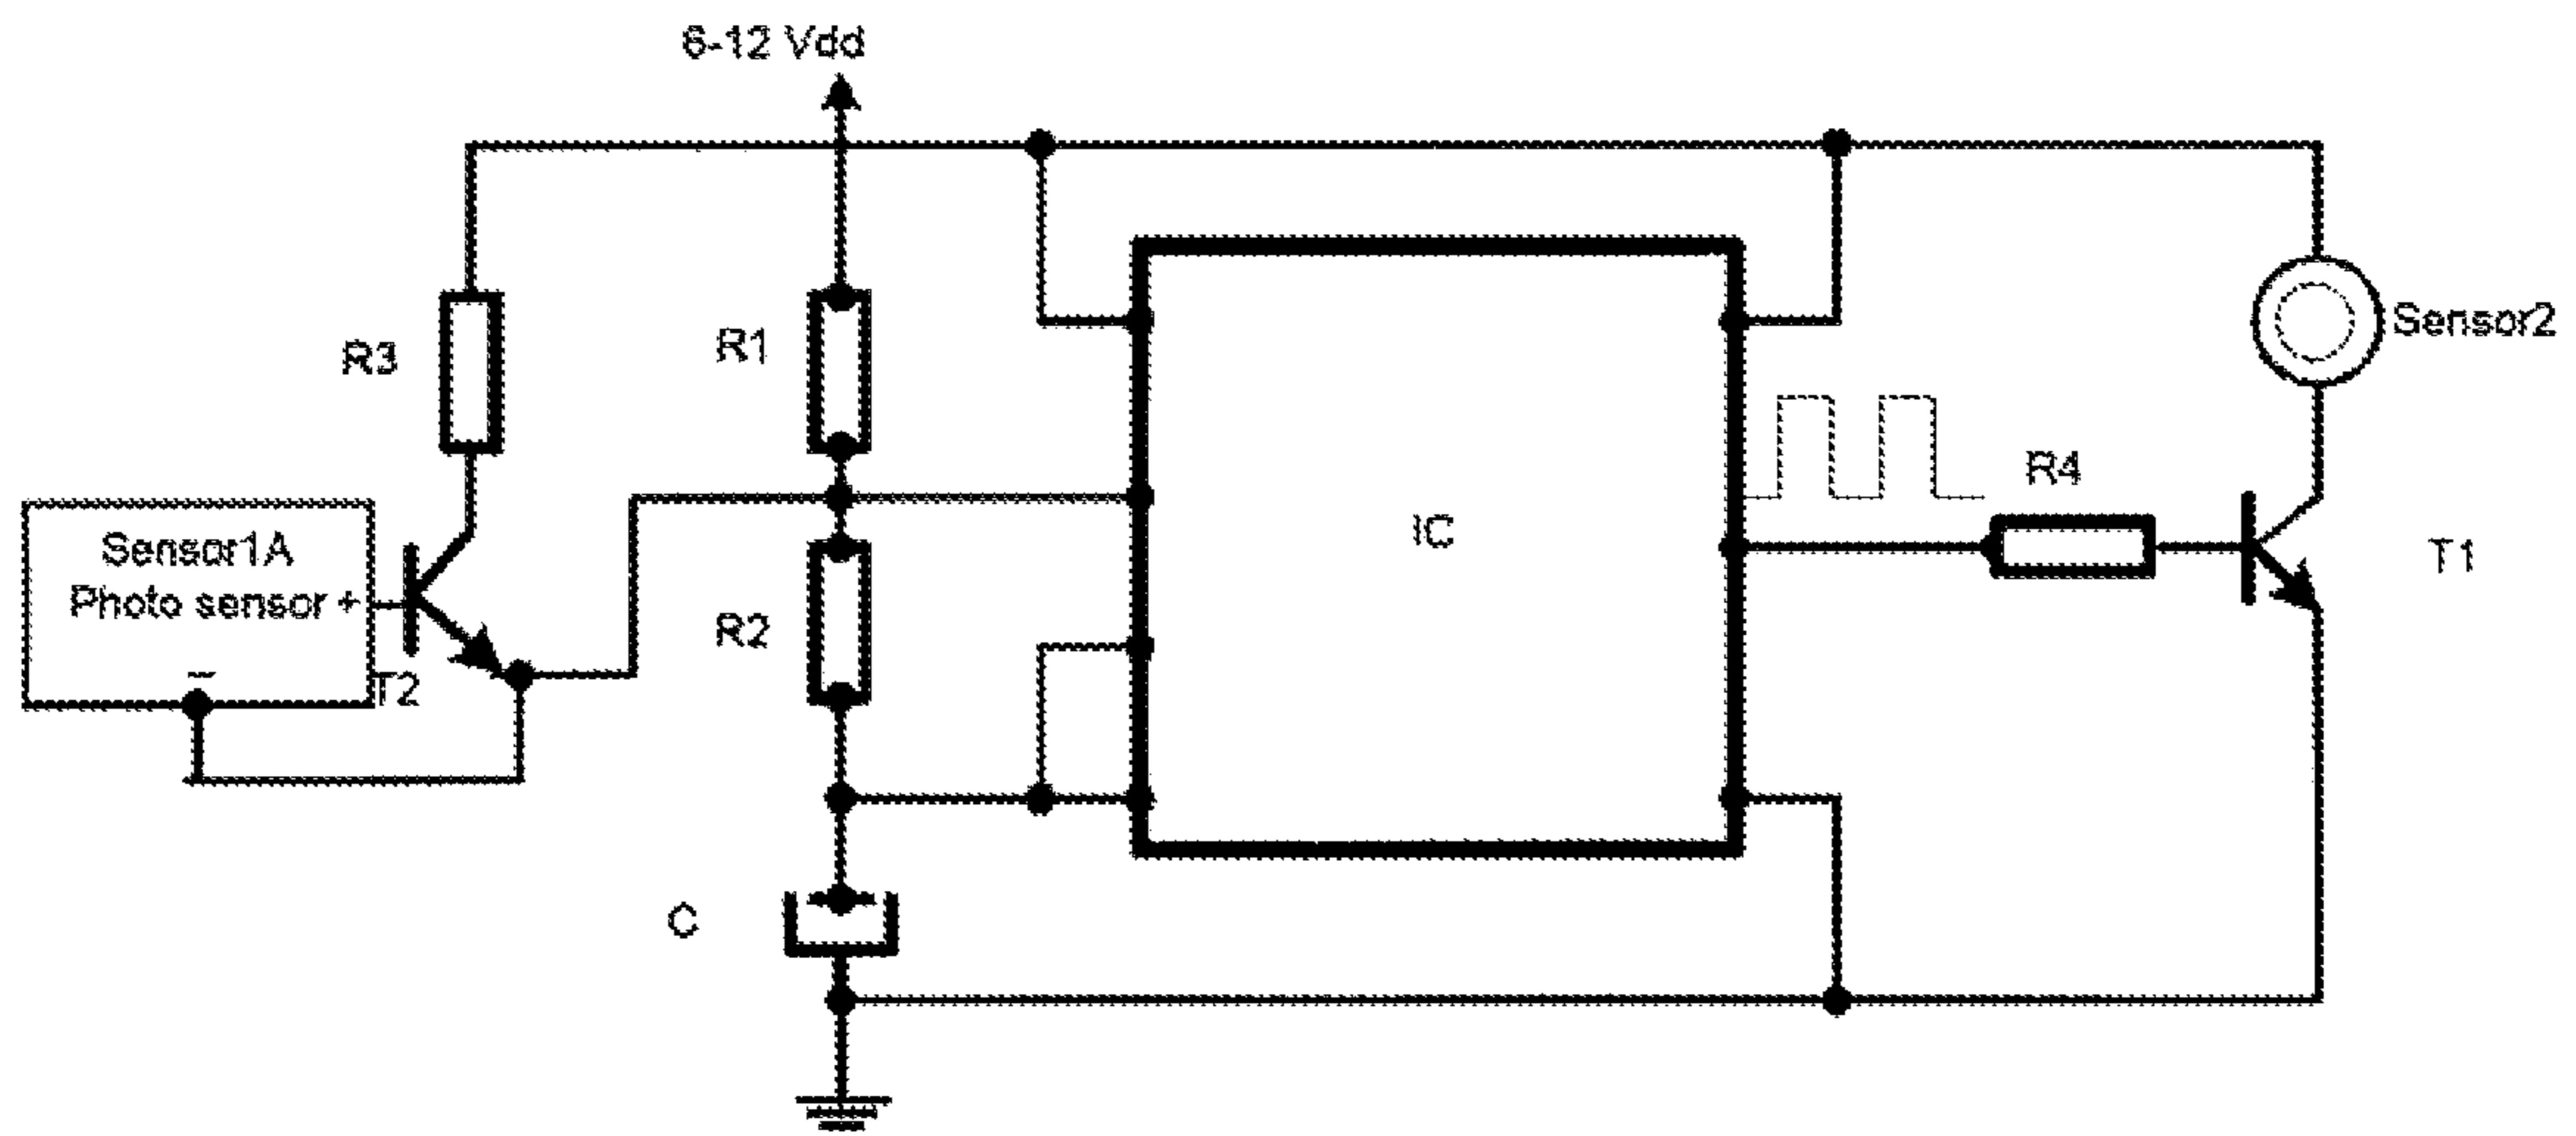 6-12 Vdd
R3
R1
Sensor2
R4
Sensor1A
Photo sensor +
IC
T1
R2
-
T2
C